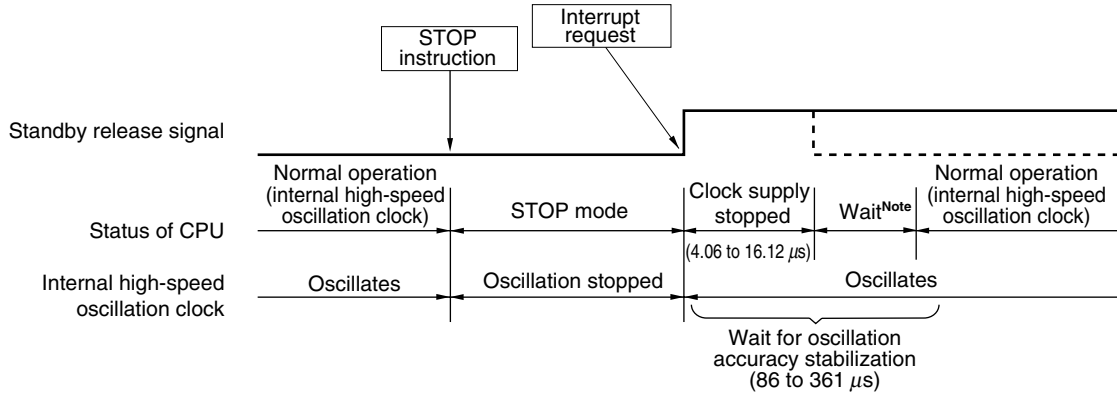 STOP
instruction
Interrupt
request
Standby release signal
Normal operation
(internal high-speed
oscillation clock)
STOP mode
Clock supply
stopped
(4.06 to 16.12 μs)
WaitNote
Normal operation
(internal high-speed
oscillation clock)
Status of CPU
Internal high-speed
oscillation clock
Oscillates
Oscillation stopped
Oscillates
Wait for oscillation
accuracy stabilization
(86 to 361 μs)